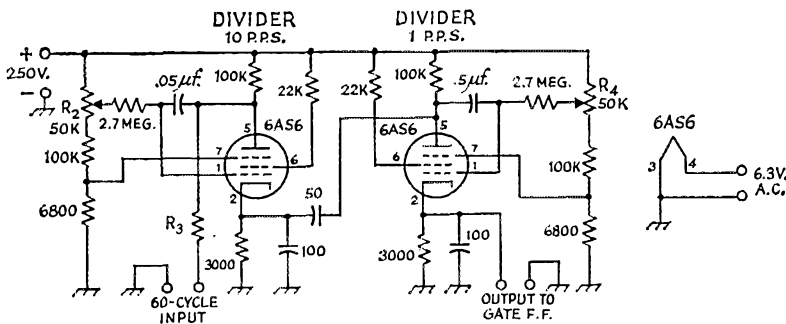 DIVIDER
10 P.P.S.
DIVIDER
1 P.P.S.
+
250V.
-
R2
50K
2.7 MEG.
.05µf.
100K
22K
6AS6
5
7
1
6
2
100K
6800
R3
3000
100
50
60-CYCLE
INPUT
22K
100K
.5µf.
2.7 MEG.
R4
50K
6AS6
5
6
7
1
2
100K
6800
3000
100
OUTPUT TO
GATE F.F.
6AS6
3
4
6.3V.
A.C.